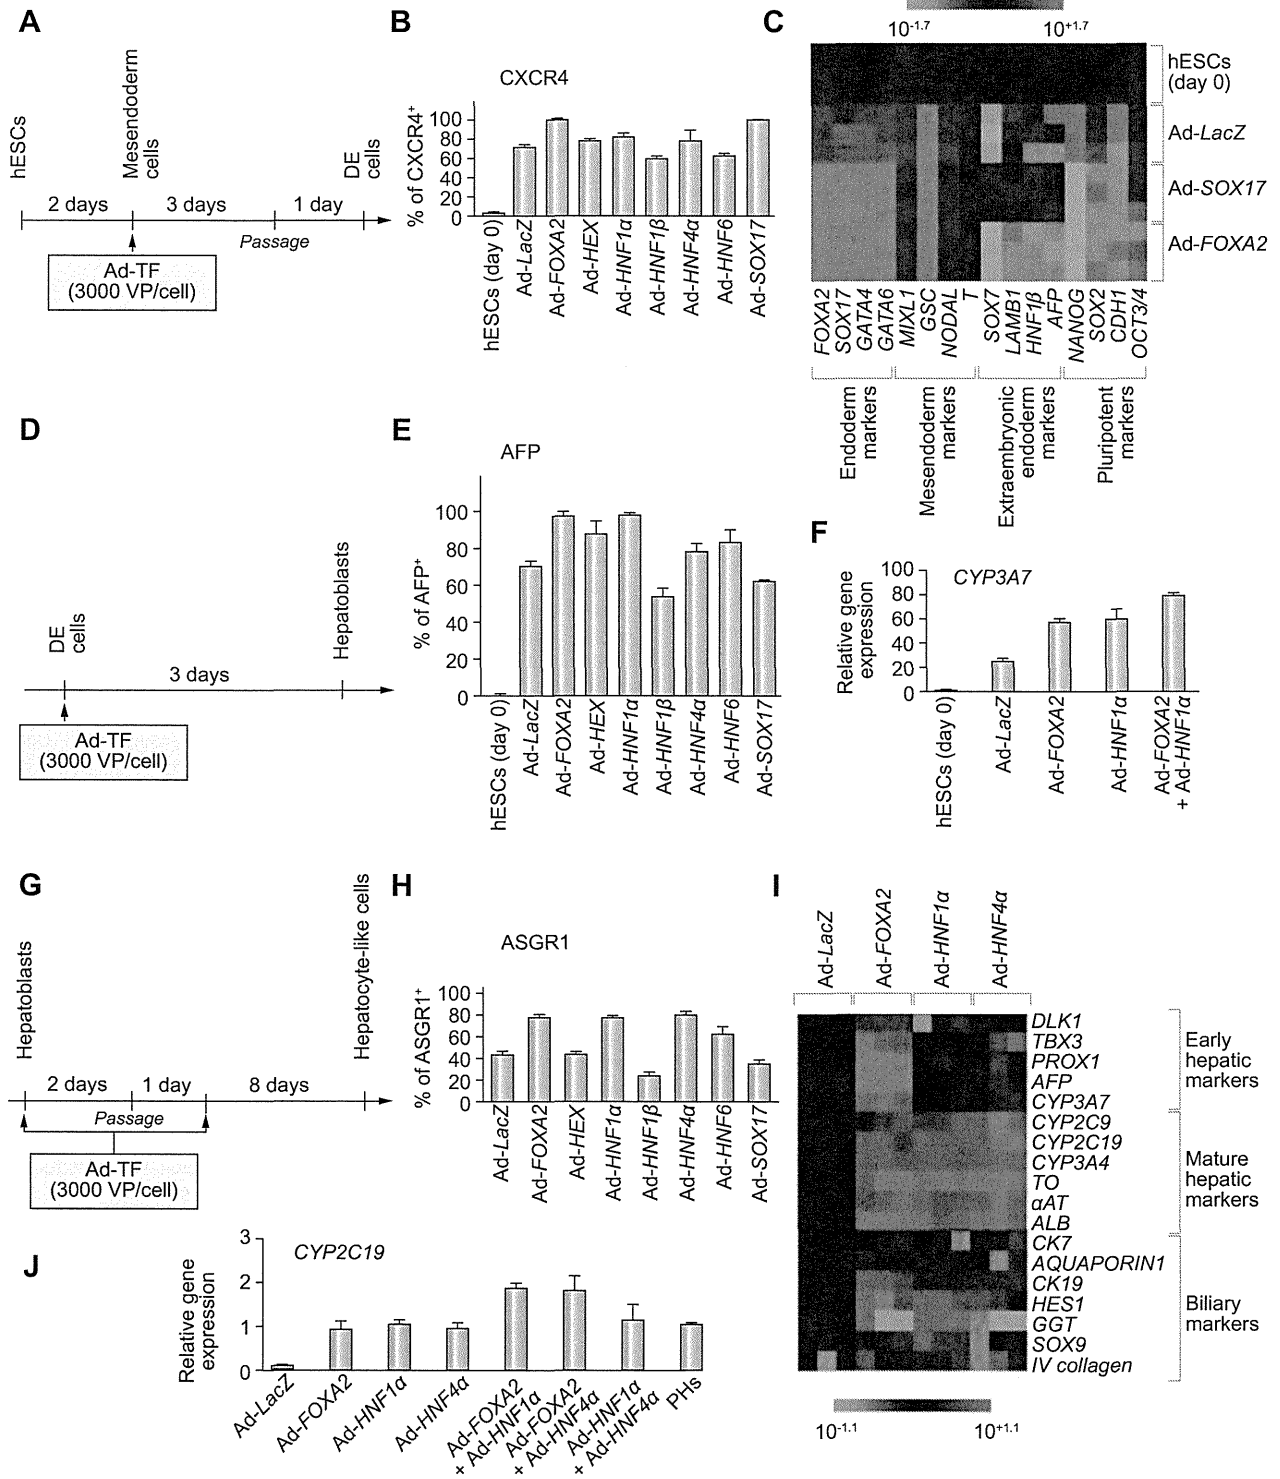 A
hESCs
Mesendoderm
cells
DE
cells
2 days
3 days
1 day
Passage
Ad-TF
(3000 VP/cell)
B
CXCR4
% of CXCR4⁺
100
80
60
40
20
0
hESCs (day 0)
Ad-LacZ
Ad-FOXA2
Ad-HEX
Ad-HNF1α
Ad-HNF1β
Ad-HNF4α
Ad-HNF6
Ad-SOX17
C
10⁻¹·⁷
10⁺¹·⁷
hESCs
(day 0)
Ad-LacZ
Ad-SOX17
Ad-FOXA2
FOXA2
SOX17
GATA4
GATA6
MIXL1
GSC
NODAL
T
SOX7
LAMB1
HNF1β
AFP
NANOG
SOX2
CDH1
OCT3/4
Endoderm
markers
Mesendoderm
markers
Extraembryonic
endoderm
markers
Pluripotent
markers
D
DE
cells
Hepatoblasts
3 days
Ad-TF
(3000 VP/cell)
E
AFP
% of AFP⁺
100
80
60
40
20
0
hESCs (day 0)
Ad-LacZ
Ad-FOXA2
Ad-HEX
Ad-HNF1α
Ad-HNF1β
Ad-HNF4α
Ad-HNF6
Ad-SOX17
F
CYP3A7
Relative gene
expression
100
80
60
40
20
0
hESCs (day 0)
Ad-LacZ
Ad-FOXA2
Ad-HNF1α
Ad-FOXA2
+ Ad-HNF1α
G
Hepatoblasts
Hepatocyte-like cells
2 days
1 day
8 days
Passage
Ad-TF
(3000 VP/cell)
H
ASGR1
% of ASGR1⁺
100
80
60
40
20
0
Ad-LacZ
Ad-FOXA2
Ad-HEX
Ad-HNF1α
Ad-HNF1β
Ad-HNF4α
Ad-HNF6
Ad-SOX17
I
Ad-LacZ
Ad-FOXA2
Ad-HNF1α
Ad-HNF4α
DLK1
TBX3
PROX1
AFP
CYP3A7
CYP2C9
CYP2C19
CYP3A4
TO
αAT
ALB
CK7
AQUAPORIN1
CK19
HES1
GGT
SOX9
IV collagen
Early
hepatic
markers
Mature
hepatic
markers
Biliary
markers
10⁻¹·¹
10⁺¹·¹
J
CYP2C19
Relative gene
expression
3
2
1
0
Ad-LacZ
Ad-FOXA2
Ad-HNF1α
Ad-HNF4α
Ad-FOXA2
+ Ad-HNF1α
Ad-FOXA2
+ Ad-HNF4α
Ad-HNF1α
+ Ad-HNF4α
PHs